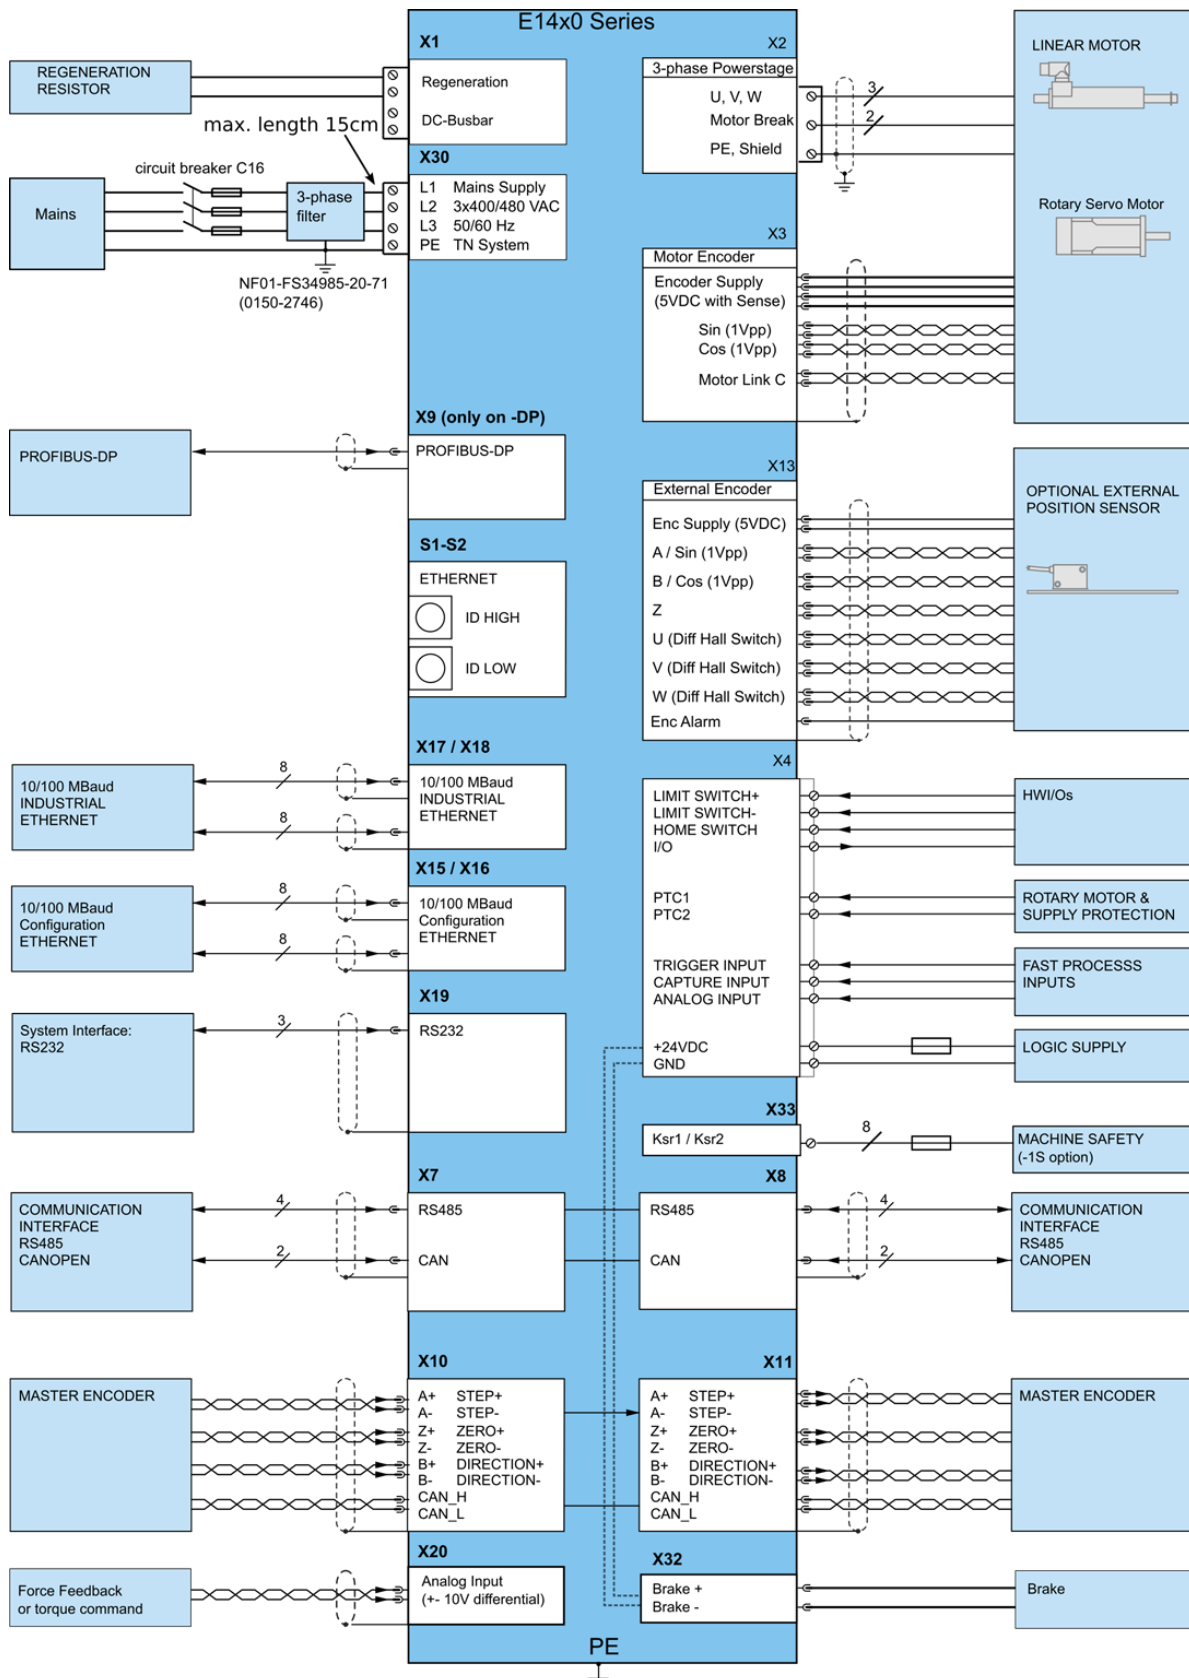 E14x0 Series
X1
REGENERATION
RESISTOR
Regeneration
DC-Busbar
max. length 15cm
X30
circuit breaker C16
Mains
3-phase
filter
L1 Mains Supply
L2 3x400/480 VAC
L3 50/60 Hz
PE TN System
NF01-FS34985-20-71
(0150-2746)
X2
3-phase Powerstage
U, V, W
Motor Break
PE, Shield
3
2
LINEAR MOTOR
Rotary Servo Motor
X3
Motor Encoder
Encoder Supply
(5VDC with Sense)
Sin (1Vpp)
Cos (1Vpp)
Motor Link C
X9 (only on -DP)
PROFIBUS-DP
PROFIBUS-DP
X13
External Encoder
Enc Supply (5VDC)
A / Sin (1Vpp)
B / Cos (1Vpp)
Z
U (Diff Hall Switch)
V (Diff Hall Switch)
W (Diff Hall Switch)
Enc Alarm
OPTIONAL EXTERNAL
POSITION SENSOR
S1-S2
ETHERNET
ID HIGH
ID LOW
X17 / X18
10/100 MBaud
INDUSTRIAL
ETHERNET
8
8
10/100 MBaud
INDUSTRIAL
ETHERNET
X4
LIMIT SWITCH+
LIMIT SWITCH-
HOME SWITCH
I/O
HWI/Os
PTC1
PTC2
ROTARY MOTOR &
SUPPLY PROTECTION
TRIGGER INPUT
CAPTURE INPUT
ANALOG INPUT
FAST PROCESSS
INPUTS
+24VDC
GND
LOGIC SUPPLY
X15 / X16
10/100 MBaud
Configuration
ETHERNET
8
8
10/100 MBaud
Configuration
ETHERNET
X19
System Interface:
RS232
3
RS232
X33
Ksr1 / Ksr2
8
MACHINE SAFETY
(-1S option)
X7
COMMUNICATION
INTERFACE
RS485
CANOPEN
4
2
RS485
CAN
X8
RS485
CAN
4
2
COMMUNICATION
INTERFACE
RS485
CANOPEN
X10
MASTER ENCODER
A+ STEP+
A- STEP-
Z+ ZERO+
Z- ZERO-
B+ DIRECTION+
B- DIRECTION-
CAN_H
CAN_L
X11
A+ STEP+
A- STEP-
Z+ ZERO+
Z- ZERO-
B+ DIRECTION+
B- DIRECTION-
CAN_H
CAN_L
MASTER ENCODER
X20
Force Feedback
or torque command
Analog Input
(+- 10V differential)
X32
Brake +
Brake -
Brake
PE